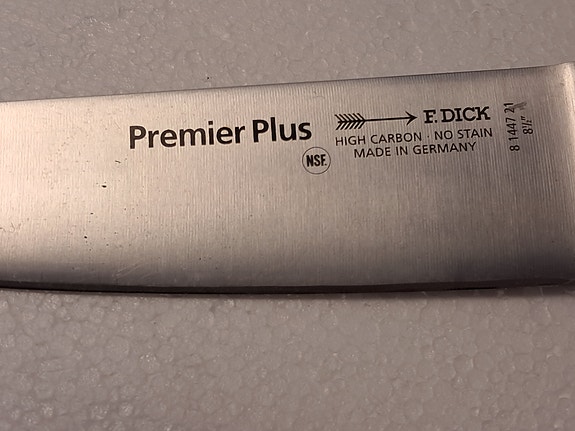 Premier Plus
NSF.
F. DICK
HIGH CARBON · NO STAIN
MADE IN GERMANY
8 1447 21
8½"